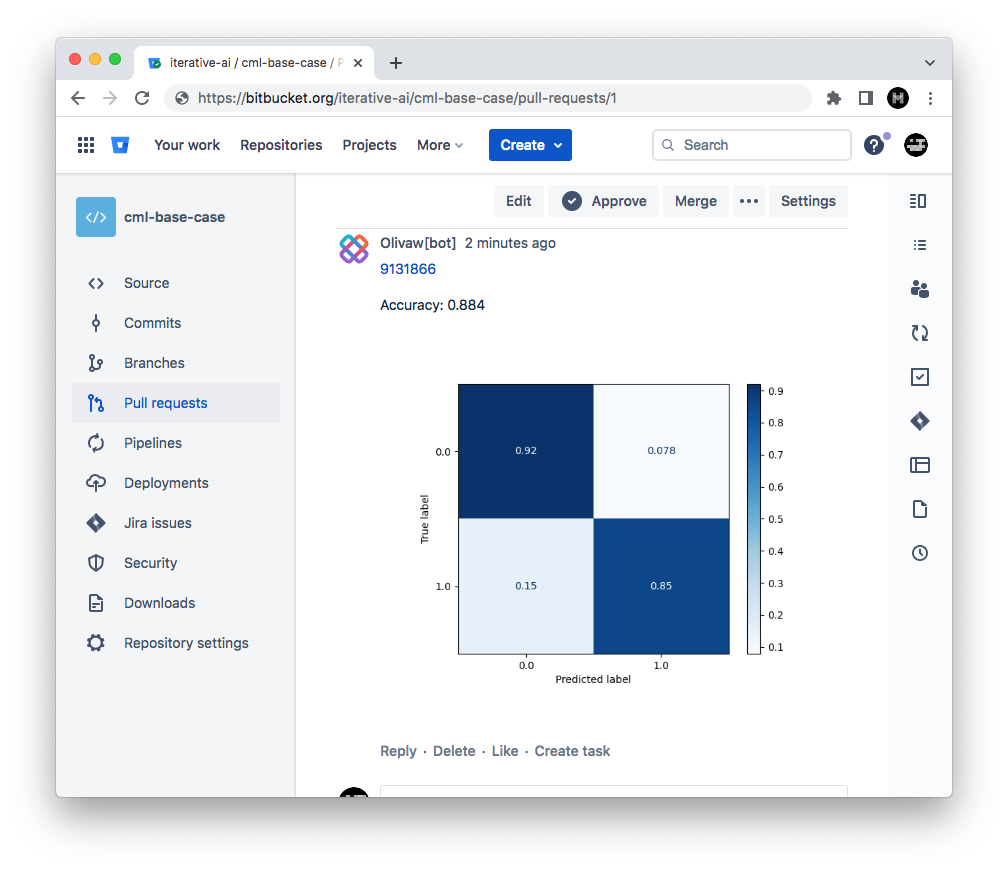 iterative-ai / cml-base-case / P
https://bitbucket.org/iterative-ai/cml-base-case/pull-requests/1
Your work Repositories Projects More Create Search
cml-base-case
Source
Commits
Branches
Pull requests
Pipelines
Deployments
Jira issues
Security
Downloads
Repository settings
Edit Approve Merge ••• Settings
Olivaw[bot] 2 minutes ago
9131866
Accuracy: 0.884
True label
0.0
1.0
0.92 0.078
0.15 0.85
0.0 1.0
Predicted label
0.9
0.8
0.7
0.6
0.5
0.4
0.3
0.2
0.1
Reply · Delete · Like · Create task